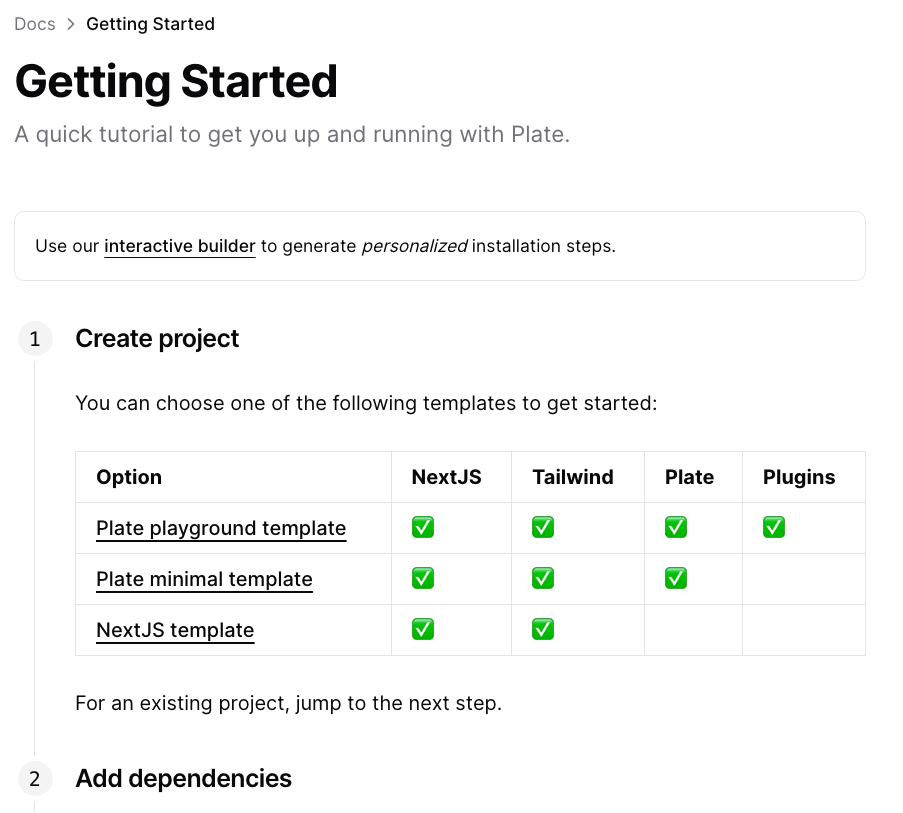 Docs > Getting Started
Getting Started
A quick tutorial to get you up and running with Plate.
Use our interactive builder to generate personalized installation steps.
1 Create project
You can choose one of the following templates to get started:
Option NextJS Tailwind Plate Plugins
Plate playground template ✅ ✅ ✅ ✅
Plate minimal template ✅ ✅ ✅
NextJS template ✅ ✅
For an existing project, jump to the next step.
2 Add dependencies